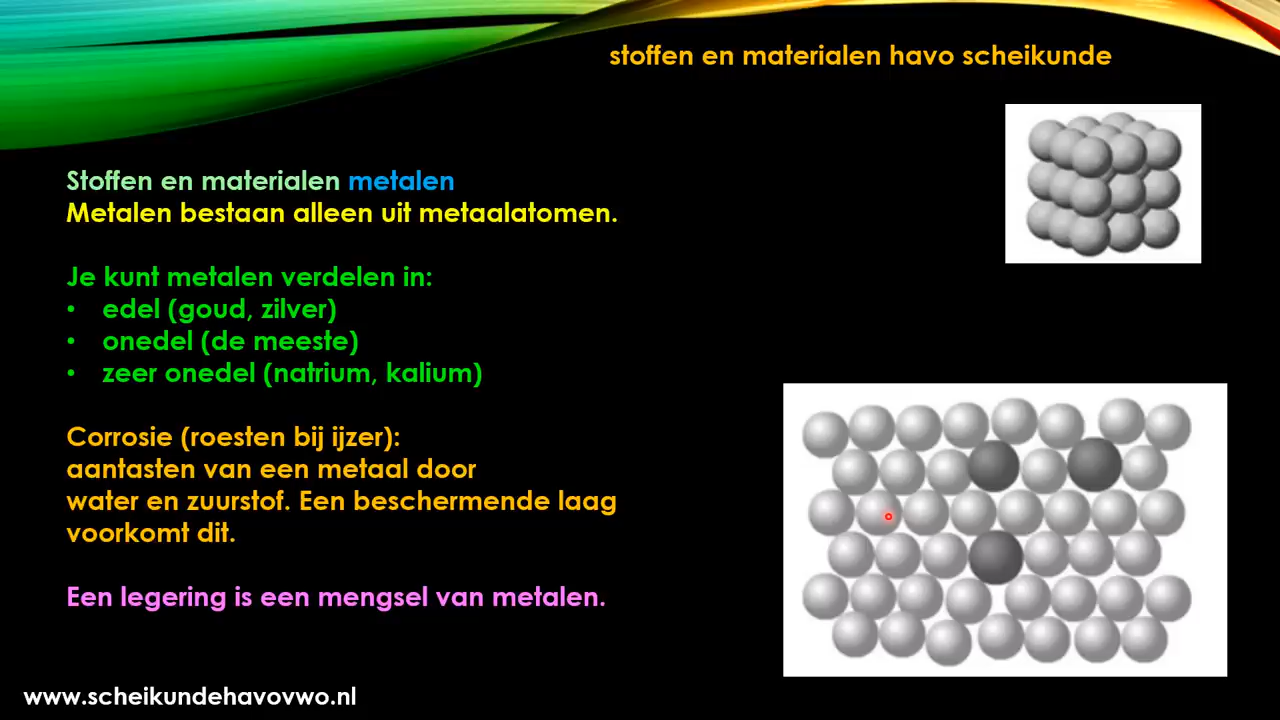 stoffen en materialen havo scheikunde
Stoffen en materialen metalen
Metalen bestaan alleen uit metaalatomen.
Je kunt metalen verdelen in:
• edel (goud, zilver)
• onedel (de meeste)
• zeer onedel (natrium, kalium)
Corrosie (roesten bij ijzer):
aantasten van een metaal door
water en zuurstof. Een beschermende laag
voorkomt dit.
Een legering is een mengsel van metalen.
www.scheikundehavovwo.nl